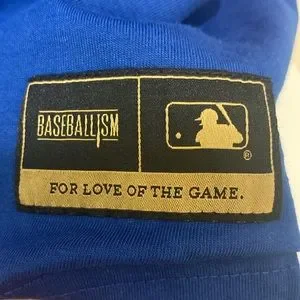 BASEBALLISM
®
FOR LOVE OF THE GAME.